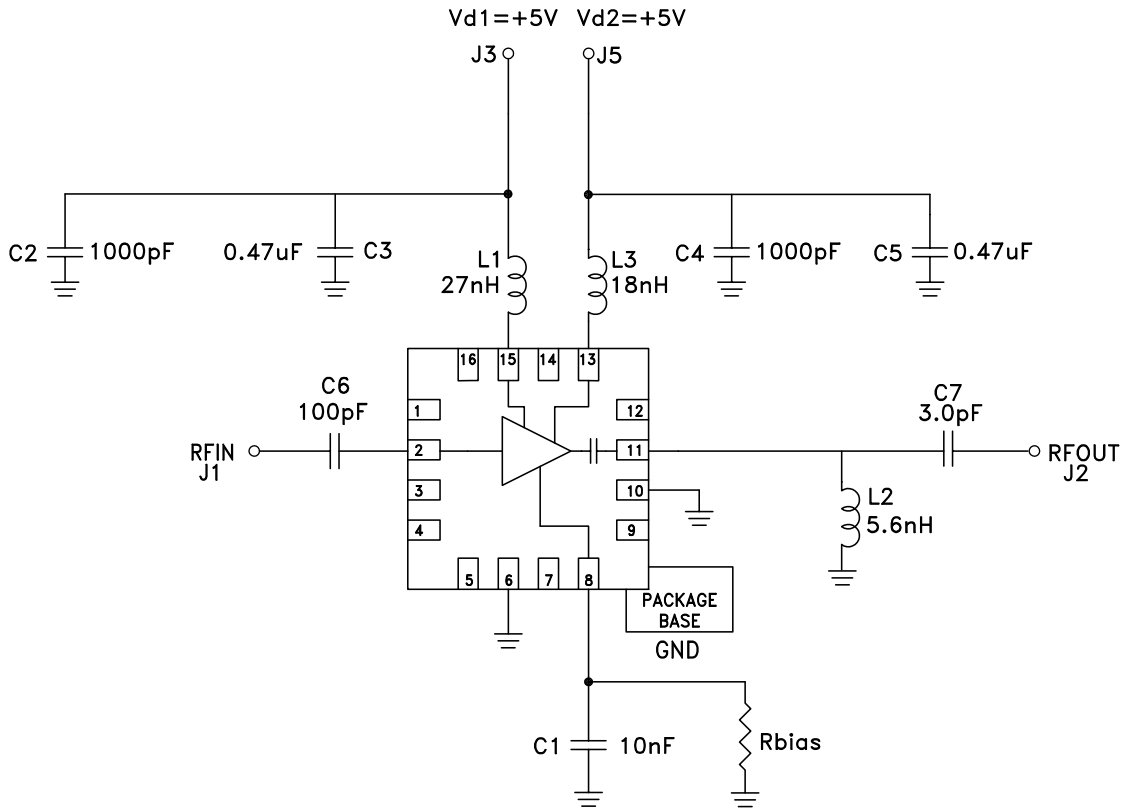 Vd1=+5V Vd2=+5V
J3 J5
C2 1000pF 0.47uF C3
L1
27nH
L3
18nH
C4 1000pF C5 0.47uF
16 15 14 13
C6
100pF
C7
3.0pF
1 12
RFIN
J1
2 11
RFOUT
J2
3 10
L2
5.6nH
4 9
5 6 7 8
PACKAGE
BASE
GND
C1 10nF Rbias